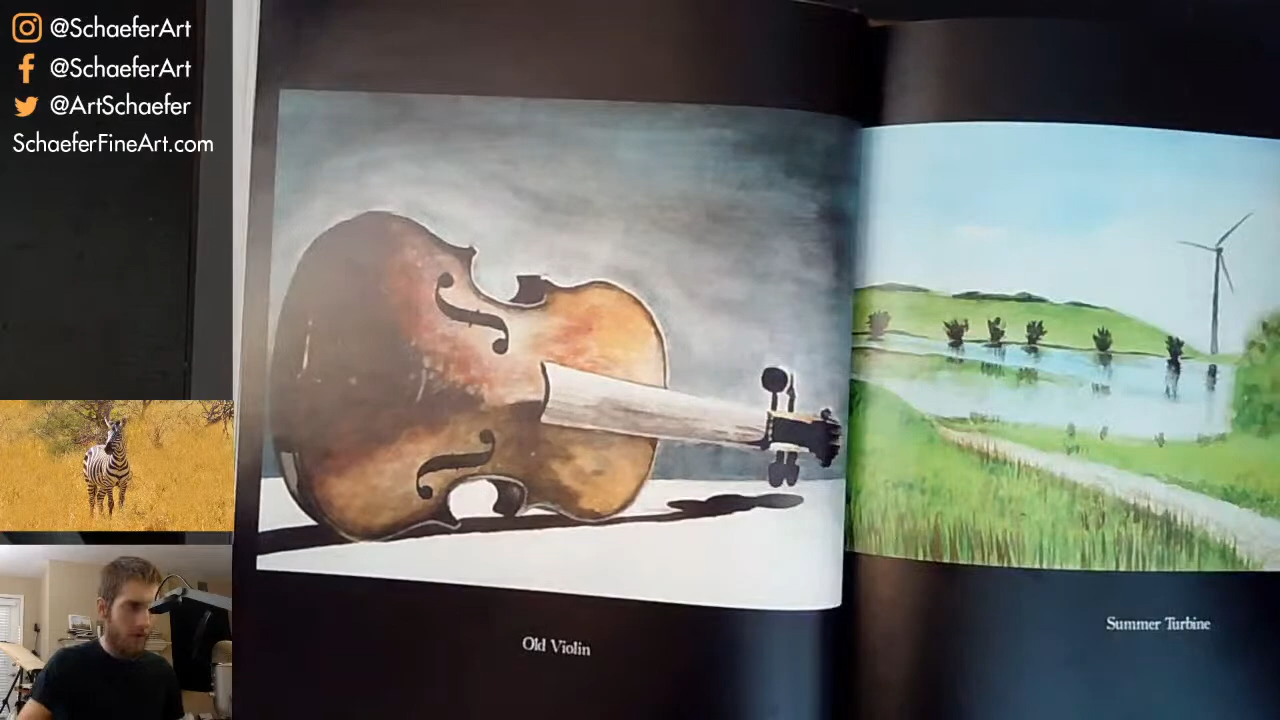 @SchaeferArt
@SchaeferArt
@ArtSchaefer
SchaeferFineArt.com
Old Violin
Summer Turbine